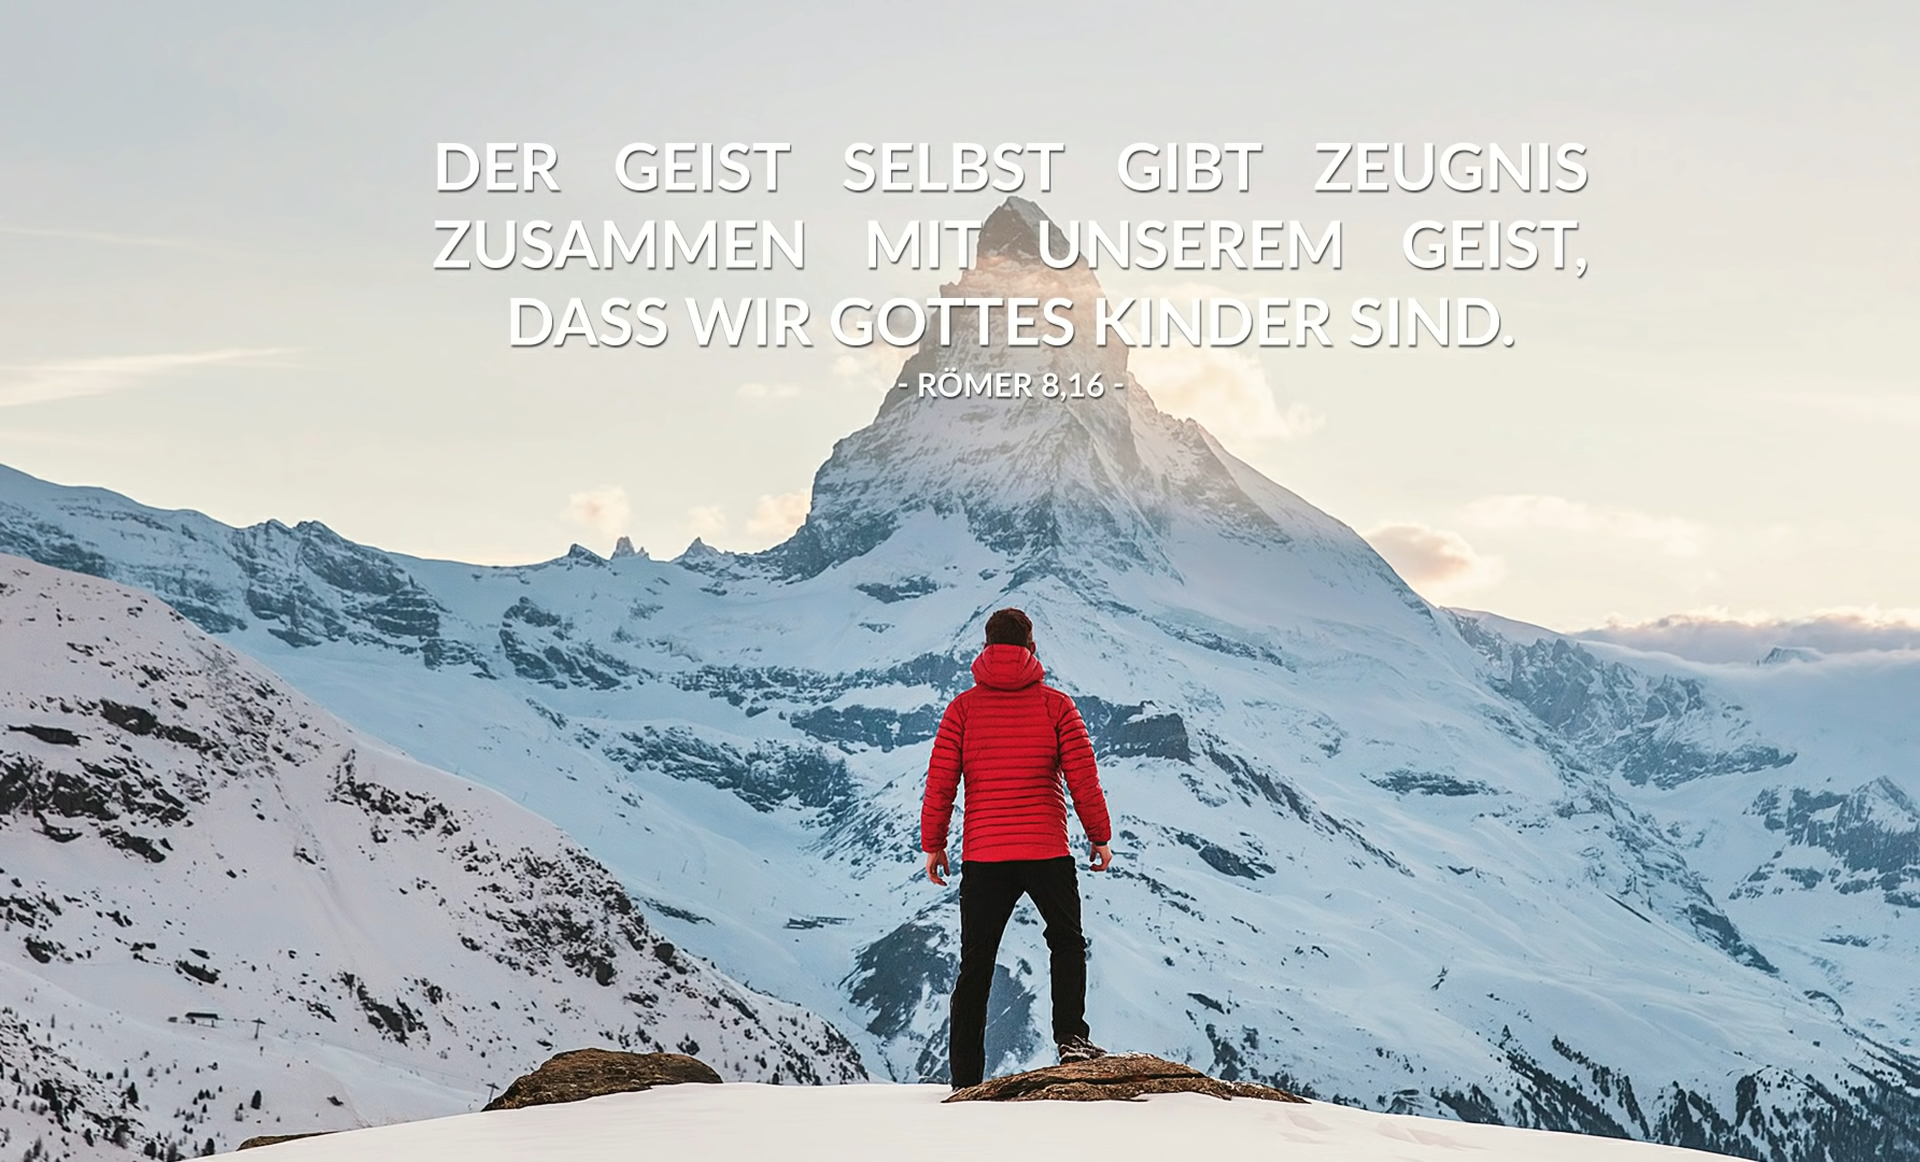 DER GEIST SELBST GIBT ZEUGNIS
ZUSAMMEN MIT UNSEREM GEIST,
DASS WIR GOTTES KINDER SIND.
- RÖMER 8,16 -